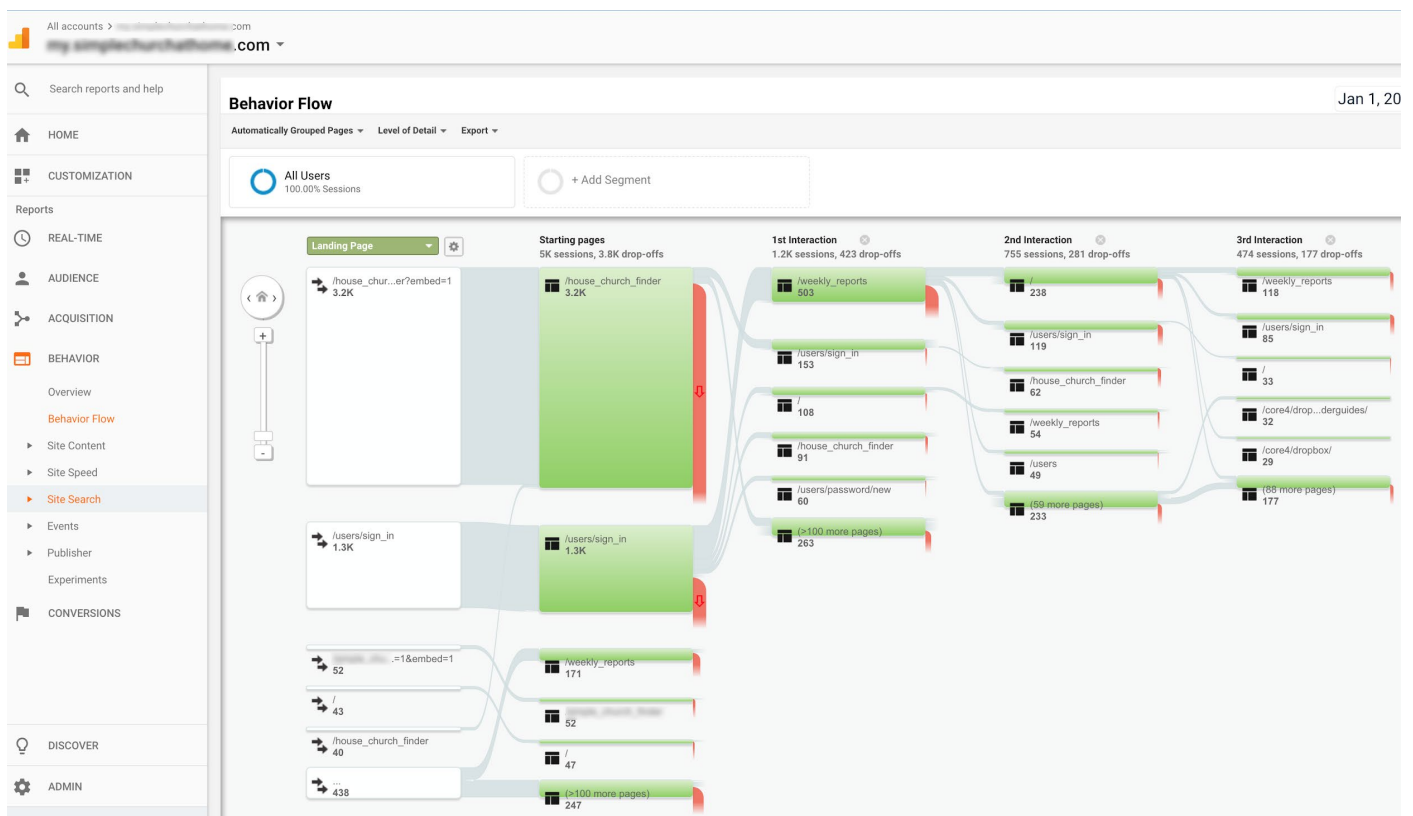 All accounts > .com
.com
Search reports and help
HOME
CUSTOMIZATION
Reports
REAL-TIME
AUDIENCE
ACQUISITION
BEHAVIOR
Overview
Behavior Flow
Site Content
Site Speed
Site Search
Events
Publisher
Experiments
CONVERSIONS
DISCOVER
ADMIN
Behavior Flow
Jan 1, 20
Automatically Grouped Pages Level of Detail Export
All Users
100.00% Sessions
+ Add Segment
Landing Page
/house_chur...er?embed=1
3.2K
/users/sign_in
1.3K
.=1&embed=1
52
/
43
/house_church_finder
40
...
438
Starting pages
5K sessions, 3.8K drop-offs
/house_church_finder
3.2K
/users/sign_in
1.3K
/weekly_reports
171
52
/
47
(>100 more pages)
247
1st Interaction
1.2K sessions, 423 drop-offs
/weekly_reports
503
/users/sign_in
153
/
108
/house_church_finder
91
/users/password/new
60
(>100 more pages)
263
2nd Interaction
755 sessions, 281 drop-offs
/
238
/users/sign_in
119
/house_church_finder
62
/weekly_reports
54
/users
49
(59 more pages)
233
3rd Interaction
474 sessions, 177 drop-offs
/weekly_reports
118
/users/sign_in
85
/
33
/core4/drop...derguides/
32
/core4/dropbox/
29
(88 more pages)
177
+
-